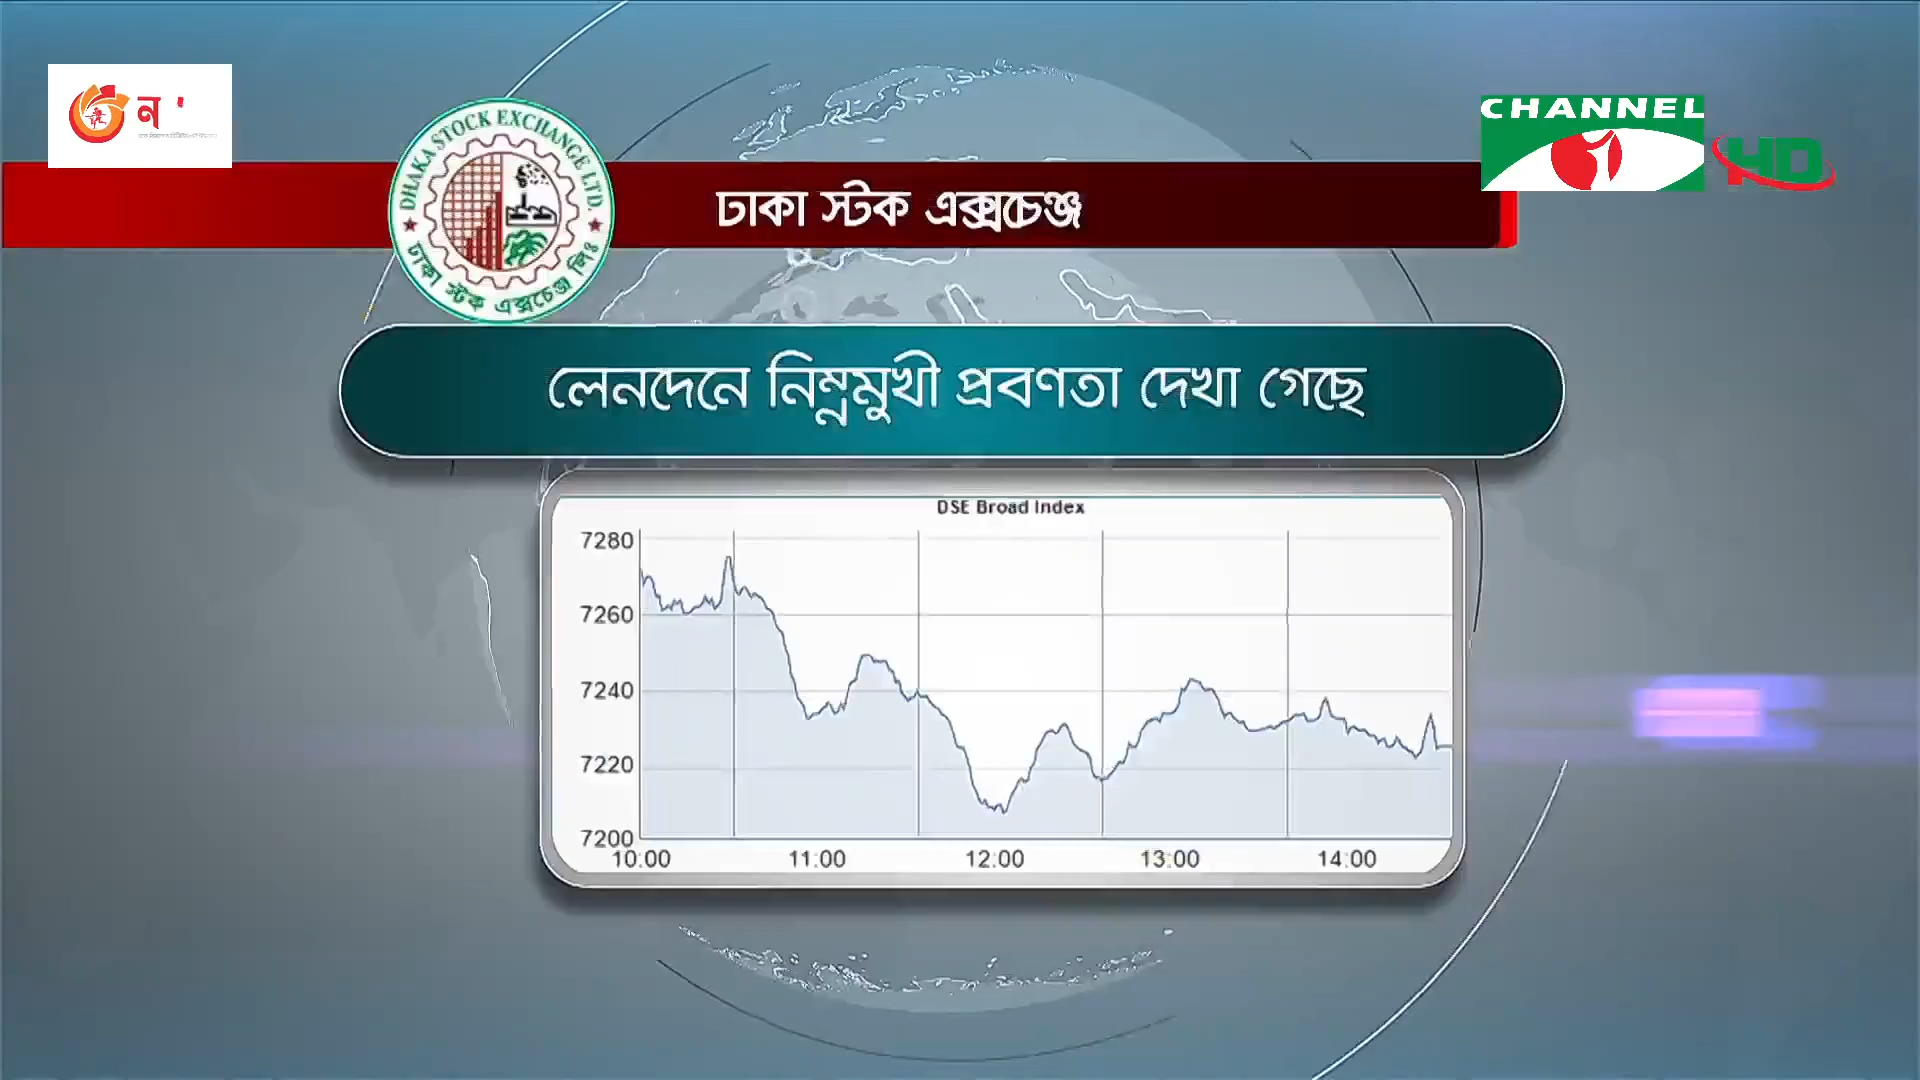 ন
CHANNEL
HD
DHAKA STOCK EXCHANGE LTD.
ঢাকা স্টক এক্সচেঞ্জ লিঃ
ঢাকা স্টক এক্সচেঞ্জ
লেনদেনে নিম্নমুখী প্রবণতা দেখা গেছে
DSE Broad Index
7280
7260
7240
7220
7200
10:00 11:00 12:00 13:00 14:00